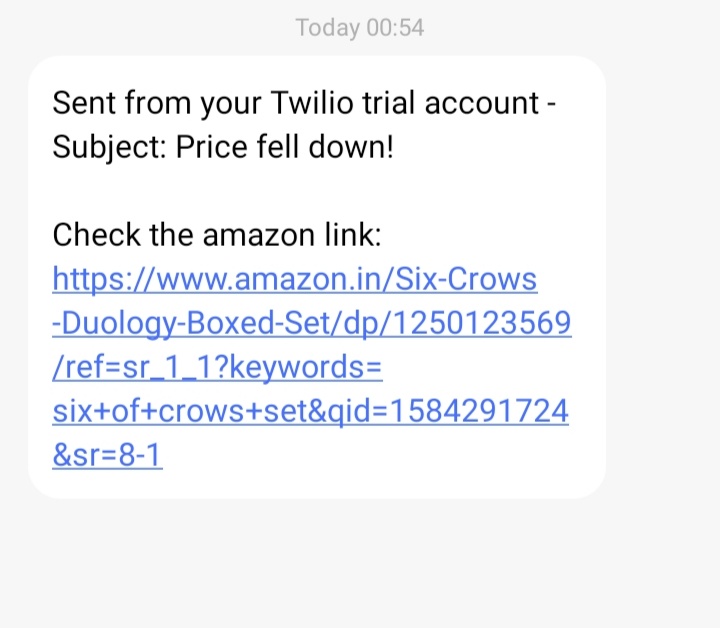 Today 00:54
Sent from your Twilio trial account -
Subject: Price fell down!
Check the amazon link:
https://www.amazon.in/Six-Crows
-Duology-Boxed-Set/dp/1250123569
/ref=sr_1_1?keywords=
six+of+crows+set&qid=1584291724
&sr=8-1